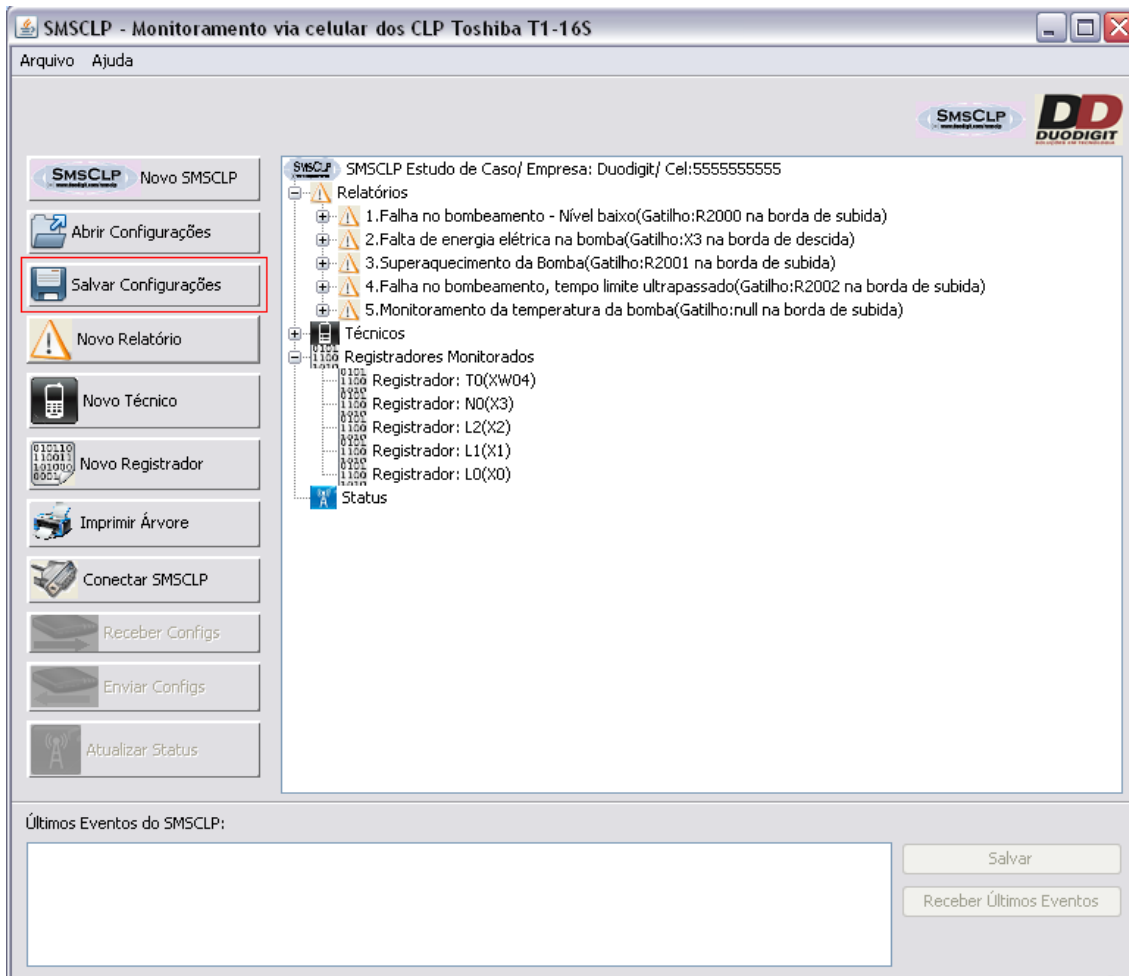 SMSCLP - Monitoramento via celular dos CLP Toshiba T1-16S
Arquivo Ajuda
SMSCLP
DD
DUODIGIT
SMSCLP Novo SMSCLP
Abrir Configurações
Salvar Configurações
Novo Relatório
Novo Técnico
Novo Registrador
Imprimir Árvore
Conectar SMSCLP
Receber Configs
Enviar Configs
Atualizar Status
SMSCLP SMSCLP Estudo de Caso/ Empresa: Duodigit/ Cel:5555555555
Relatórios
1.Falha no bombeamento - Nível baixo(Gatilho:R2000 na borda de subida)
2.Falta de energia elétrica na bomba(Gatilho:X3 na borda de descida)
3.Superaquecimento da Bomba(Gatilho:R2001 na borda de subida)
4.Falha no bombeamento, tempo limite ultrapassado(Gatilho:R2002 na borda de subida)
5.Monitoramento da temperatura da bomba(Gatilho:null na borda de subida)
Técnicos
Registradores Monitorados
Registrador: T0(XW04)
Registrador: N0(X3)
Registrador: L2(X2)
Registrador: L1(X1)
Registrador: L0(X0)
Status
Últimos Eventos do SMSCLP:
Salvar
Receber Últimos Eventos